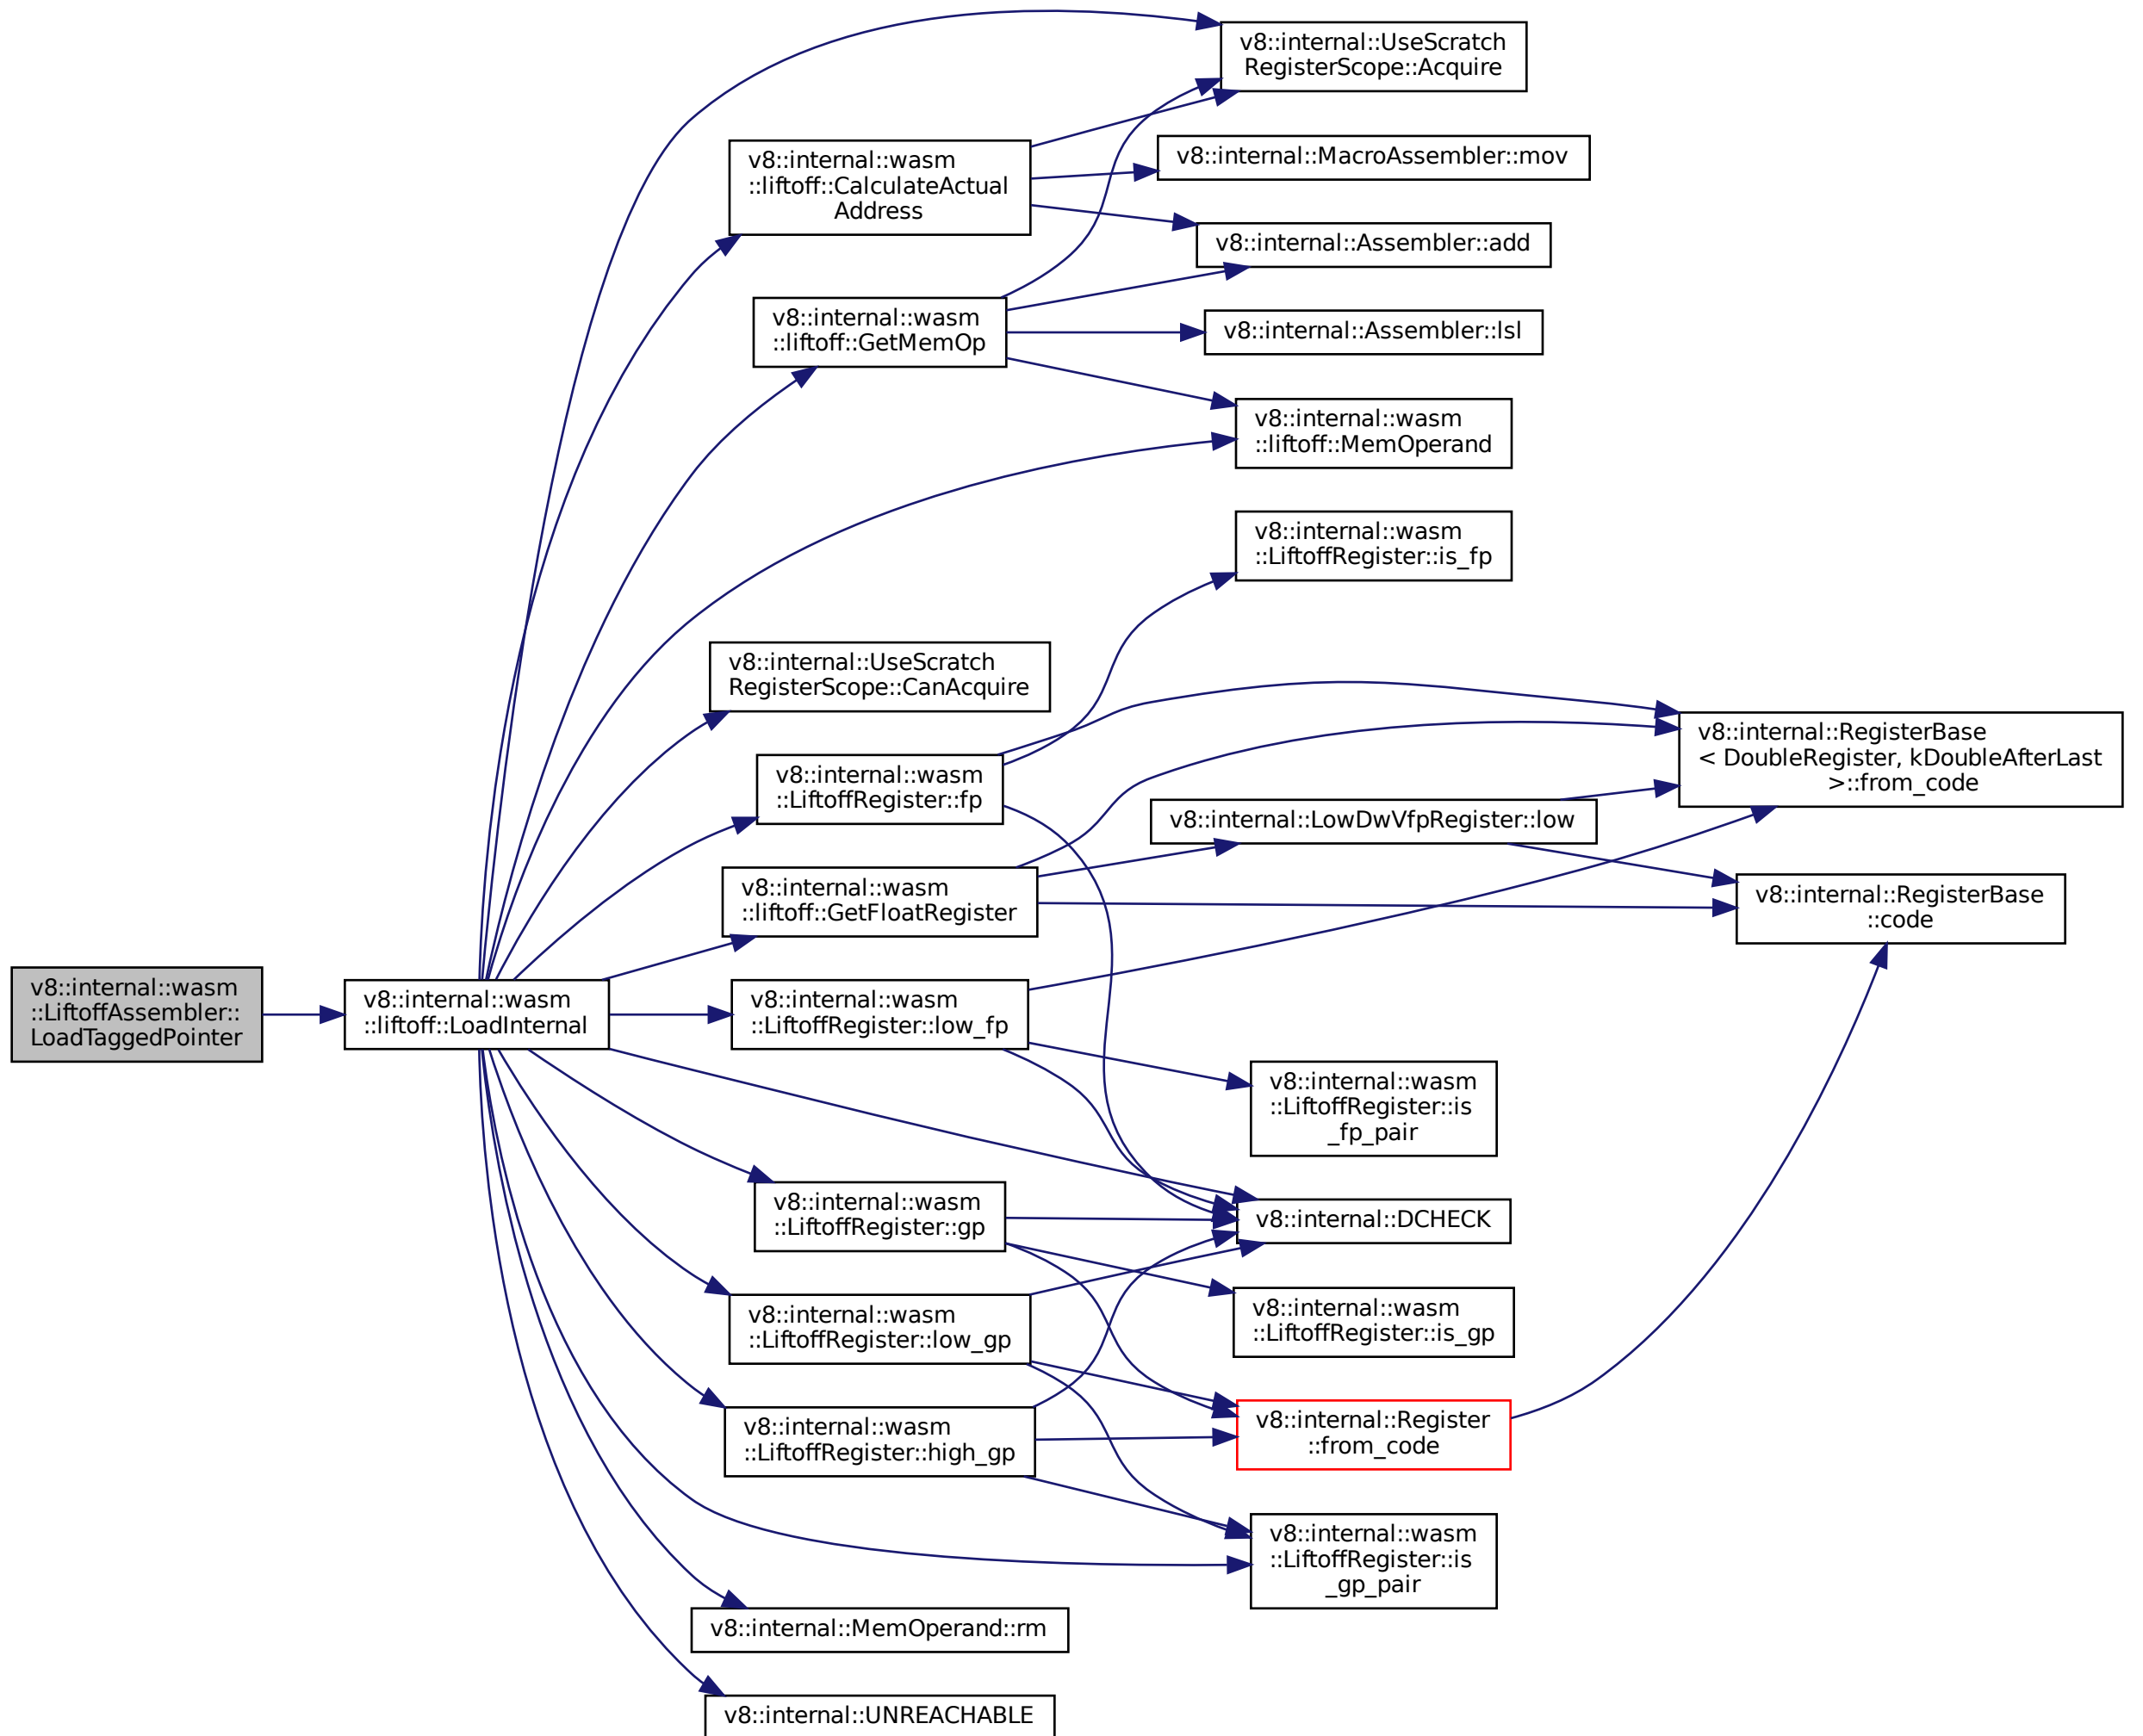 v8::internal::UseScratch
RegisterScope::Acquire
v8::internal::MacroAssembler::mov
v8::internal::wasm
::liftoff::CalculateActual
Address
v8::internal::Assembler::add
v8::internal::wasm
::liftoff::GetMemOp
v8::internal::Assembler::lsl
v8::internal::wasm
::liftoff::MemOperand
v8::internal::wasm
::LiftoffRegister::is_fp
v8::internal::UseScratch
RegisterScope::CanAcquire
v8::internal::RegisterBase
< DoubleRegister, kDoubleAfterLast
>::from_code
v8::internal::wasm
::LiftoffRegister::fp
v8::internal::LowDwVfpRegister::low
v8::internal::wasm
::liftoff::GetFloatRegister
v8::internal::RegisterBase
::code
v8::internal::wasm
::LiftoffAssembler::
LoadTaggedPointer
v8::internal::wasm
::liftoff::LoadInternal
v8::internal::wasm
::LiftoffRegister::low_fp
v8::internal::wasm
::LiftoffRegister::is
_fp_pair
v8::internal::wasm
::LiftoffRegister::gp
v8::internal::DCHECK
v8::internal::wasm
::LiftoffRegister::low_gp
v8::internal::wasm
::LiftoffRegister::is_gp
v8::internal::wasm
::LiftoffRegister::high_gp
v8::internal::Register
::from_code
v8::internal::wasm
::LiftoffRegister::is
_gp_pair
v8::internal::MemOperand::rm
v8::internal::UNREACHABLE